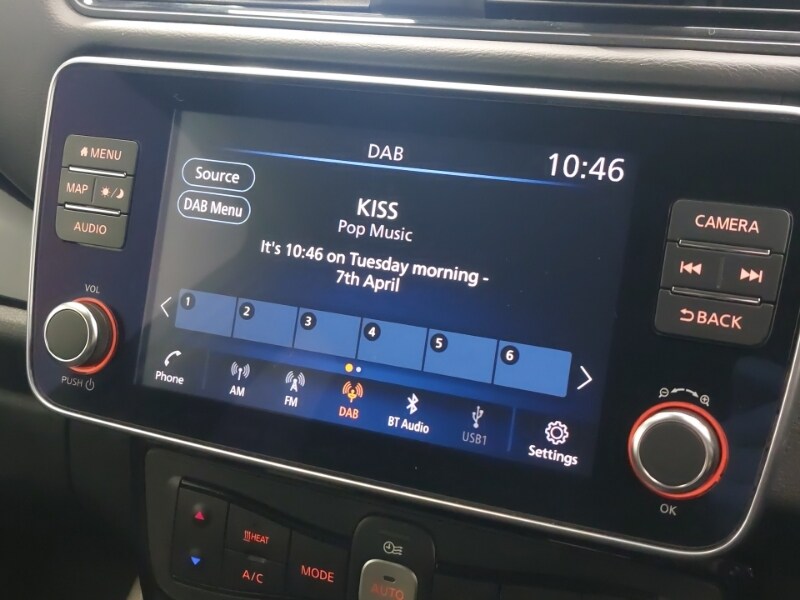 DAB
10:46
MENU
Source
MAP
CAMERA
KISS
DAB Menu
Pop Music
AUDIO
It's 10:46 on Tuesday morning -
7th April
VOL
BACK
1 2 3 4 5 6
PUSH
Phone
AM
FM
DAB
BT Audio
USB1
Settings
OK
HEAT
A/C
MODE
AUTO